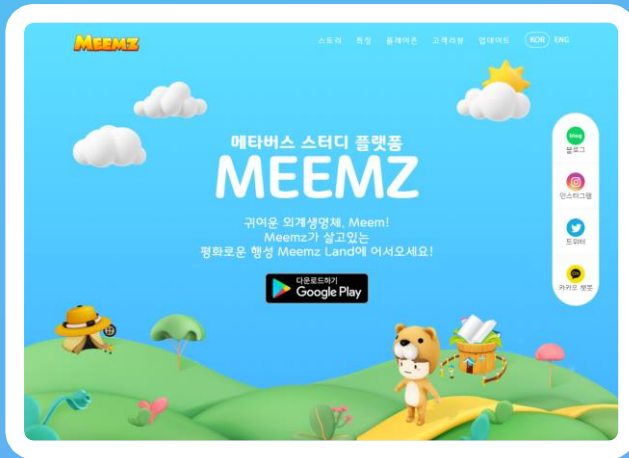 MEEMZ
스토리 특징 플레이존 고객리뷰 업데이트 KOR ENG
메타버스 스터디 플랫폼
MEEMZ
귀여운 외계생명체, Meem!
Meemz가 살고있는
평화로운 행성 Meemz Land에 어서오세요!
다운로드하기
Google Play
blog
블로그
인스타그램
트위터
카카오 챗봇